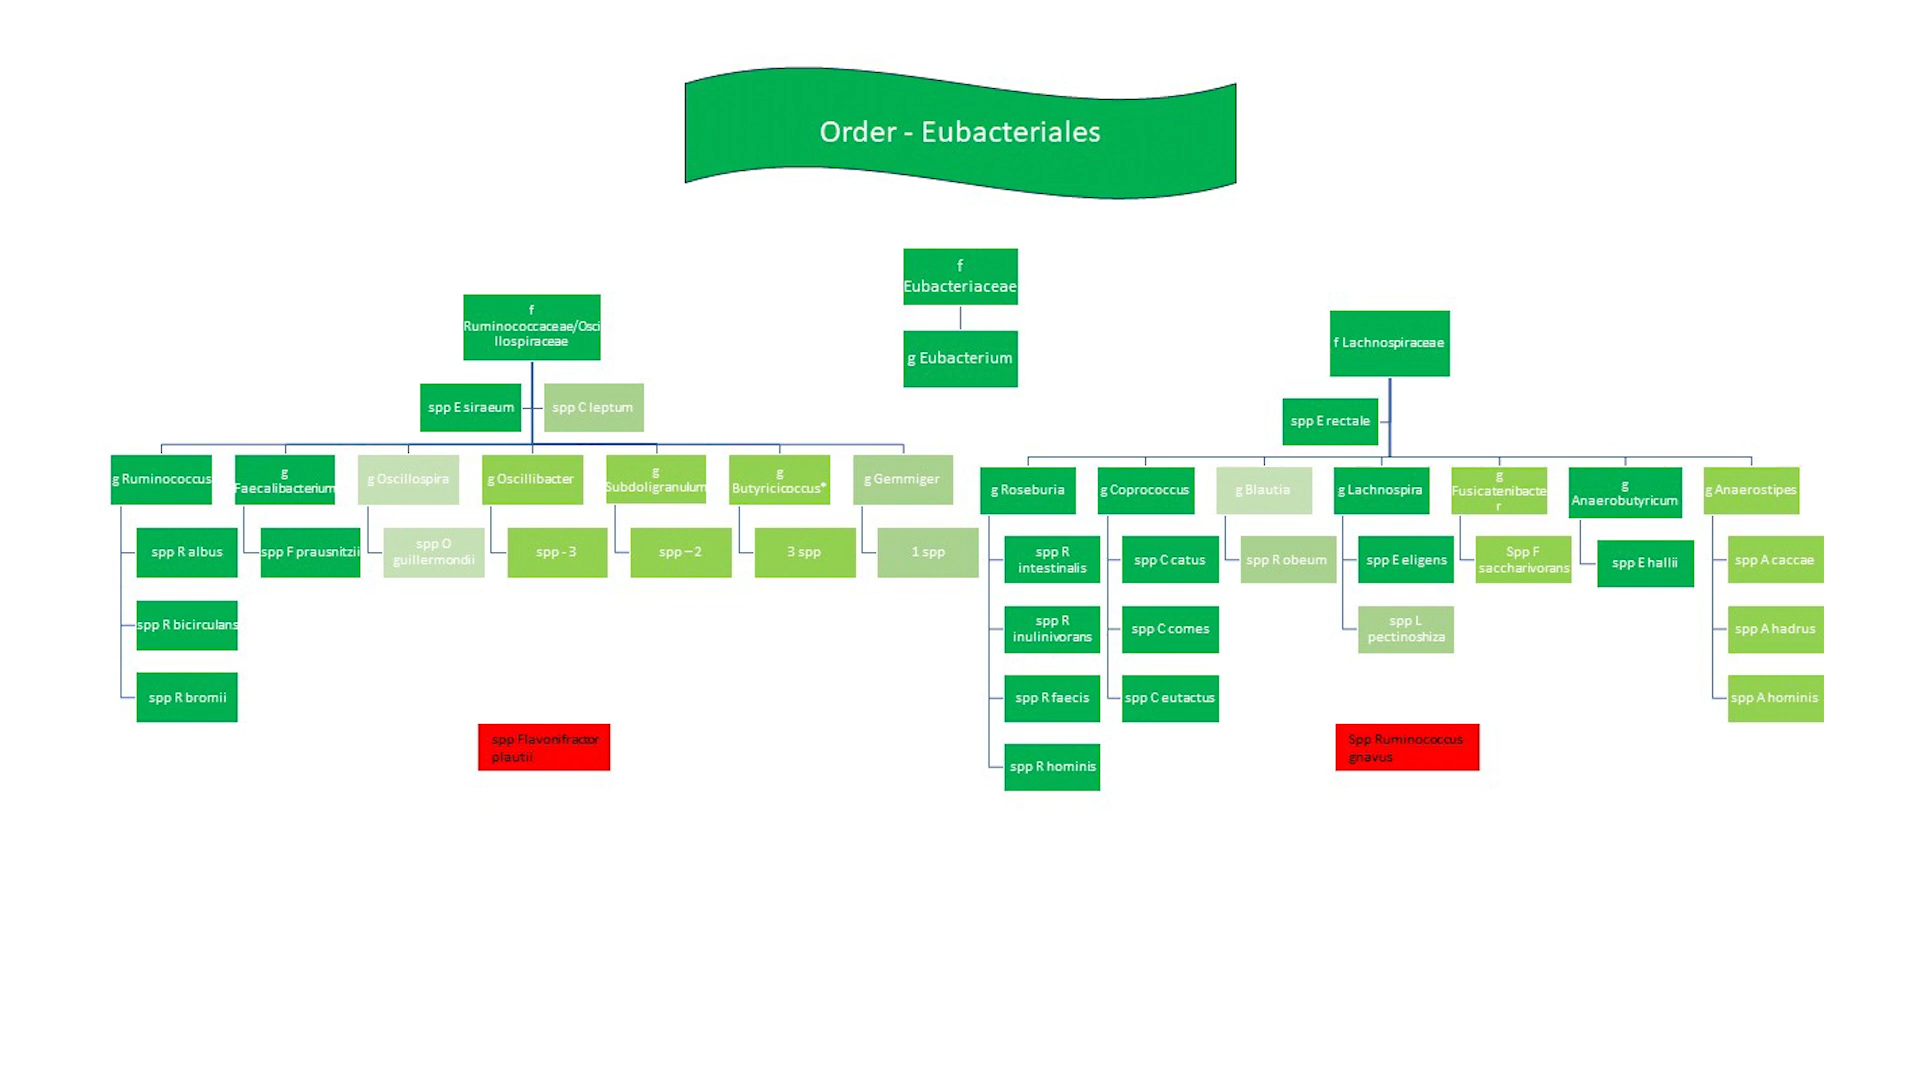 Order - Eubacteriales
f
Eubacteriaceae
g Eubacterium
f
Ruminococcaceae/Osci
llospiraceae
spp E siraeum
spp C leptum
g Ruminococcus
g
Faecalibacterium
g Oscillospira
g Oscillibacter
g
Subdoligranulum
g
Butyricicoccus*
g Gemmiger
spp R albus
spp F prausnitzii
spp O
guillermondii
spp - 3
spp – 2
3 spp
1 spp
spp R bicirculans
spp R bromii
spp Flavonifractor
plautii
f Lachnospiraceae
spp E rectale
g Roseburia
g Coprococcus
g Blautia
g Lachnospira
g
Fusicatenibacte
r
g
Anaerobutyricum
g Anaerostipes
spp R
intestinalis
spp C catus
spp R obeum
spp E eligens
Spp F
saccharivorans
spp E hallii
spp A caccae
spp R
inulinivorans
spp C comes
spp L
pectinoshiza
spp A hadrus
spp R faecis
spp C eutactus
spp A hominis
spp R hominis
Spp Ruminococcus
gnavus